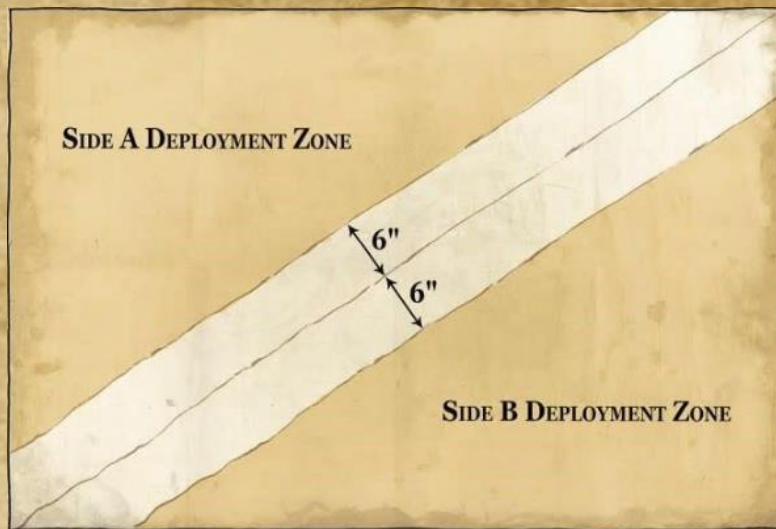 SIDE A DEPLOYMENT ZONE
6"
6"
SIDE B DEPLOYMENT ZONE